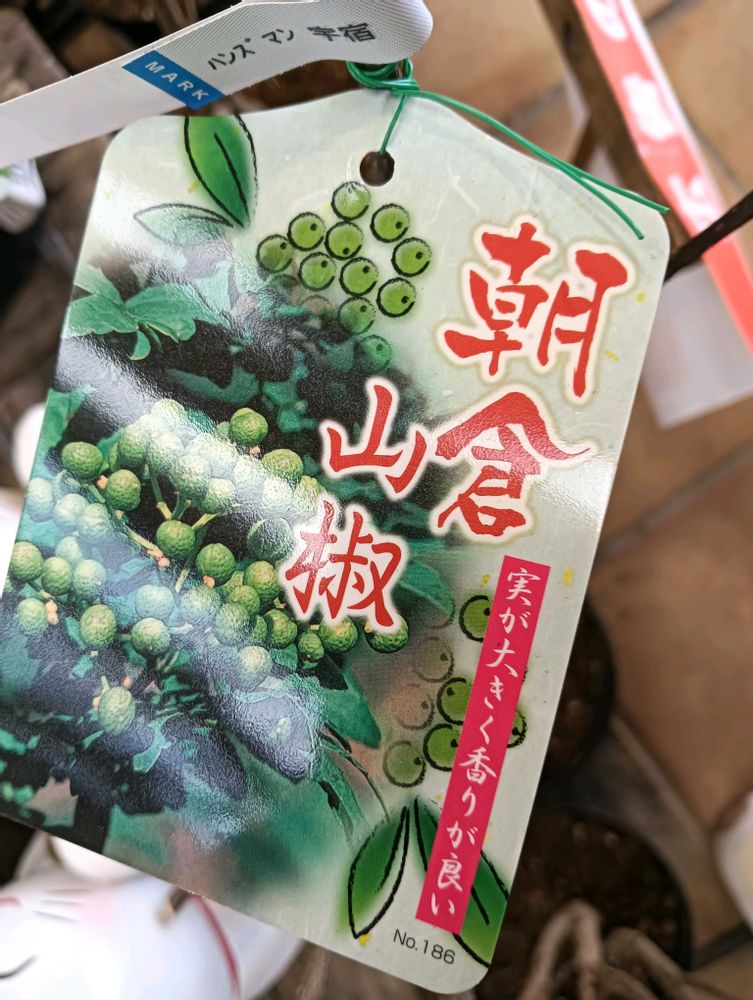 MARK ハンズマン 宇宿
朝倉
山椒
実が大きく香りが良い
No.186